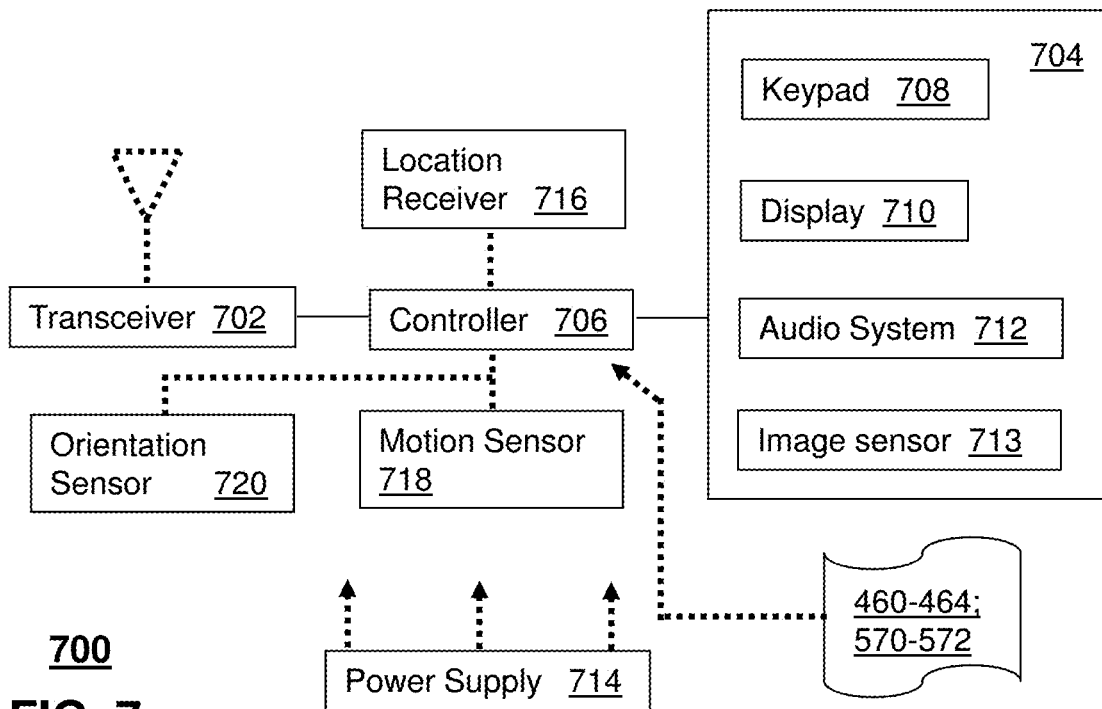 704
Keypad 708
Location
Receiver 716
Display 710
Transceiver 702
Controller 706
Audio System 712
Orientation
Sensor 720
Motion Sensor
718
Image sensor 713
460-464;
570-572
700
Power Supply 714
FIG. 7